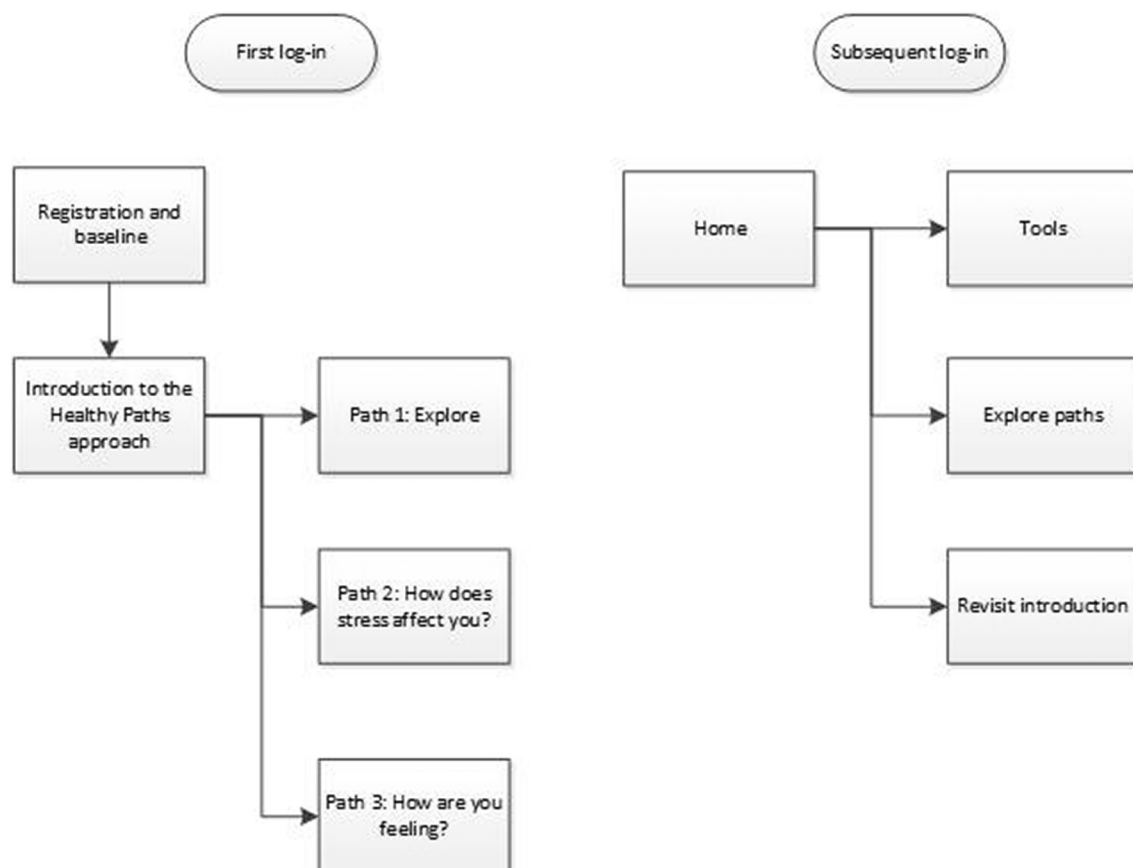 First log-in
Subsequent log-in
Registration and
baseline
Home
Tools
Introduction to the
Healthy Paths
approach
Path 1: Explore
Explore paths
Path 2: How does
stress affect you?
Revisit introduction
Path 3: How are you
feeling?